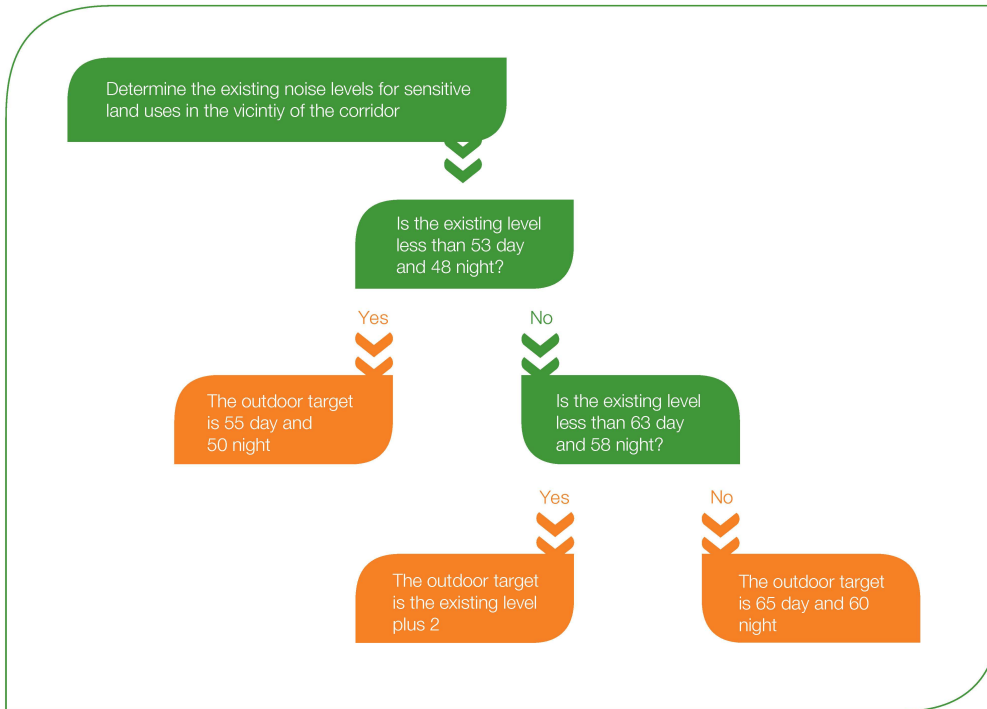 Determine the existing noise levels for sensitive
land uses in the vicintiy of the corridor
Is the existing level
less than 53 day
and 48 night?
Yes
No
The outdoor target
is 55 day and
50 night
Is the existing level
less than 63 day
and 58 night?
Yes
No
The outdoor target
is the existing level
plus 2
The outdoor target
is 65 day and 60
night